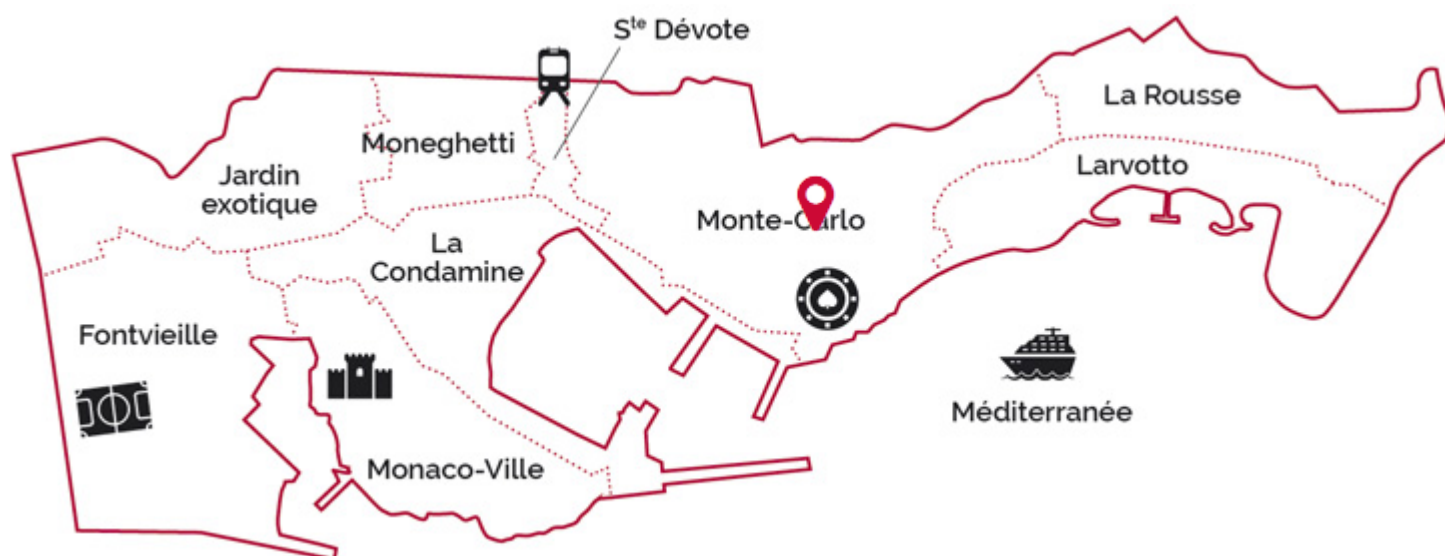 Sᵗᵉ Dévote
La Rousse
Moneghetti
Larvotto
Jardin
exotique
Monte-Carlo
La
Condamine
Fontvieille
Méditerranée
Monaco-Ville